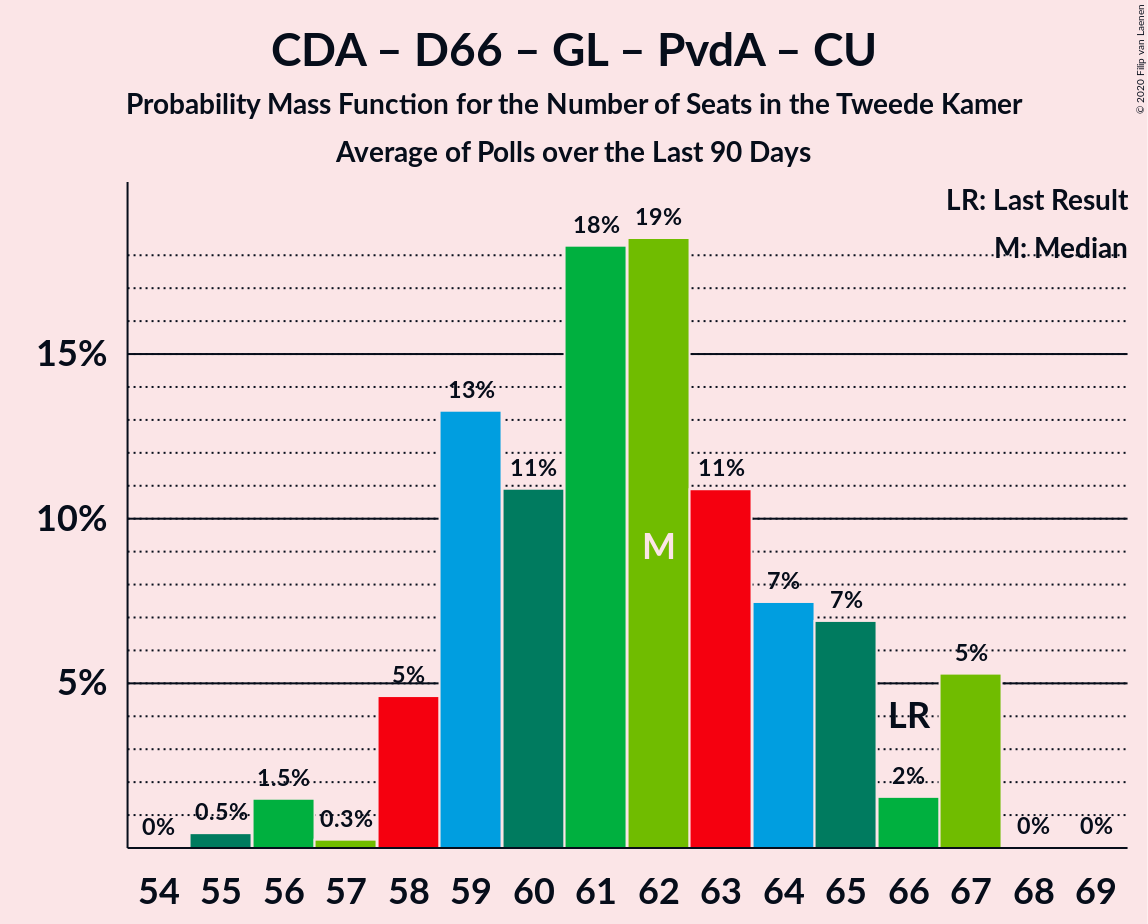 CDA – D66 – GL – PvdA – CU
Probability Mass Function for the Number of Seats in the Tweede Kamer
Average of Polls over the Last 90 Days
© 2020 Filip van Laenen
LR: Last Result
M: Median
15%
10%
5%
0%
0.5%
1.5%
0.3%
5%
13%
11%
18%
19%
11%
7%
7%
2%
5%
0%
0%
M
LR
54 55 56 57 58 59 60 61 62 63 64 65 66 67 68 69